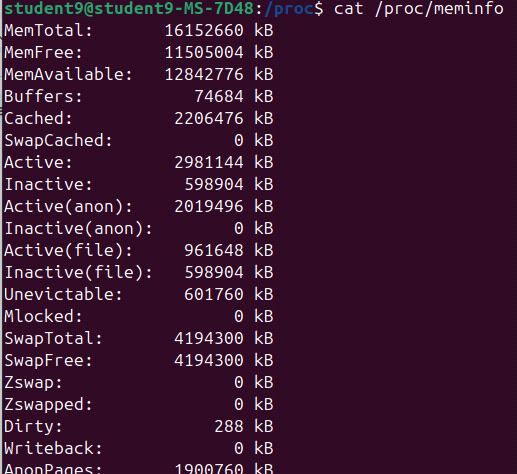 student9@student9-MS-7D48:/proc$ cat /proc/meminfo
MemTotal:       16152660 kB
MemFree:        11505004 kB
MemAvailable:   12842776 kB
Buffers:           74684 kB
Cached:          2206476 kB
SwapCached:            0 kB
Active:          2981144 kB
Inactive:         598904 kB
Active(anon):    2019496 kB
Inactive(anon):        0 kB
Active(file):     961648 kB
Inactive(file):   598904 kB
Unevictable:      601760 kB
Mlocked:               0 kB
SwapTotal:       4194300 kB
SwapFree:        4194300 kB
Zswap:                 0 kB
Zswapped:              0 kB
Dirty:               288 kB
Writeback:             0 kB
AnonPages:       1900760 kB